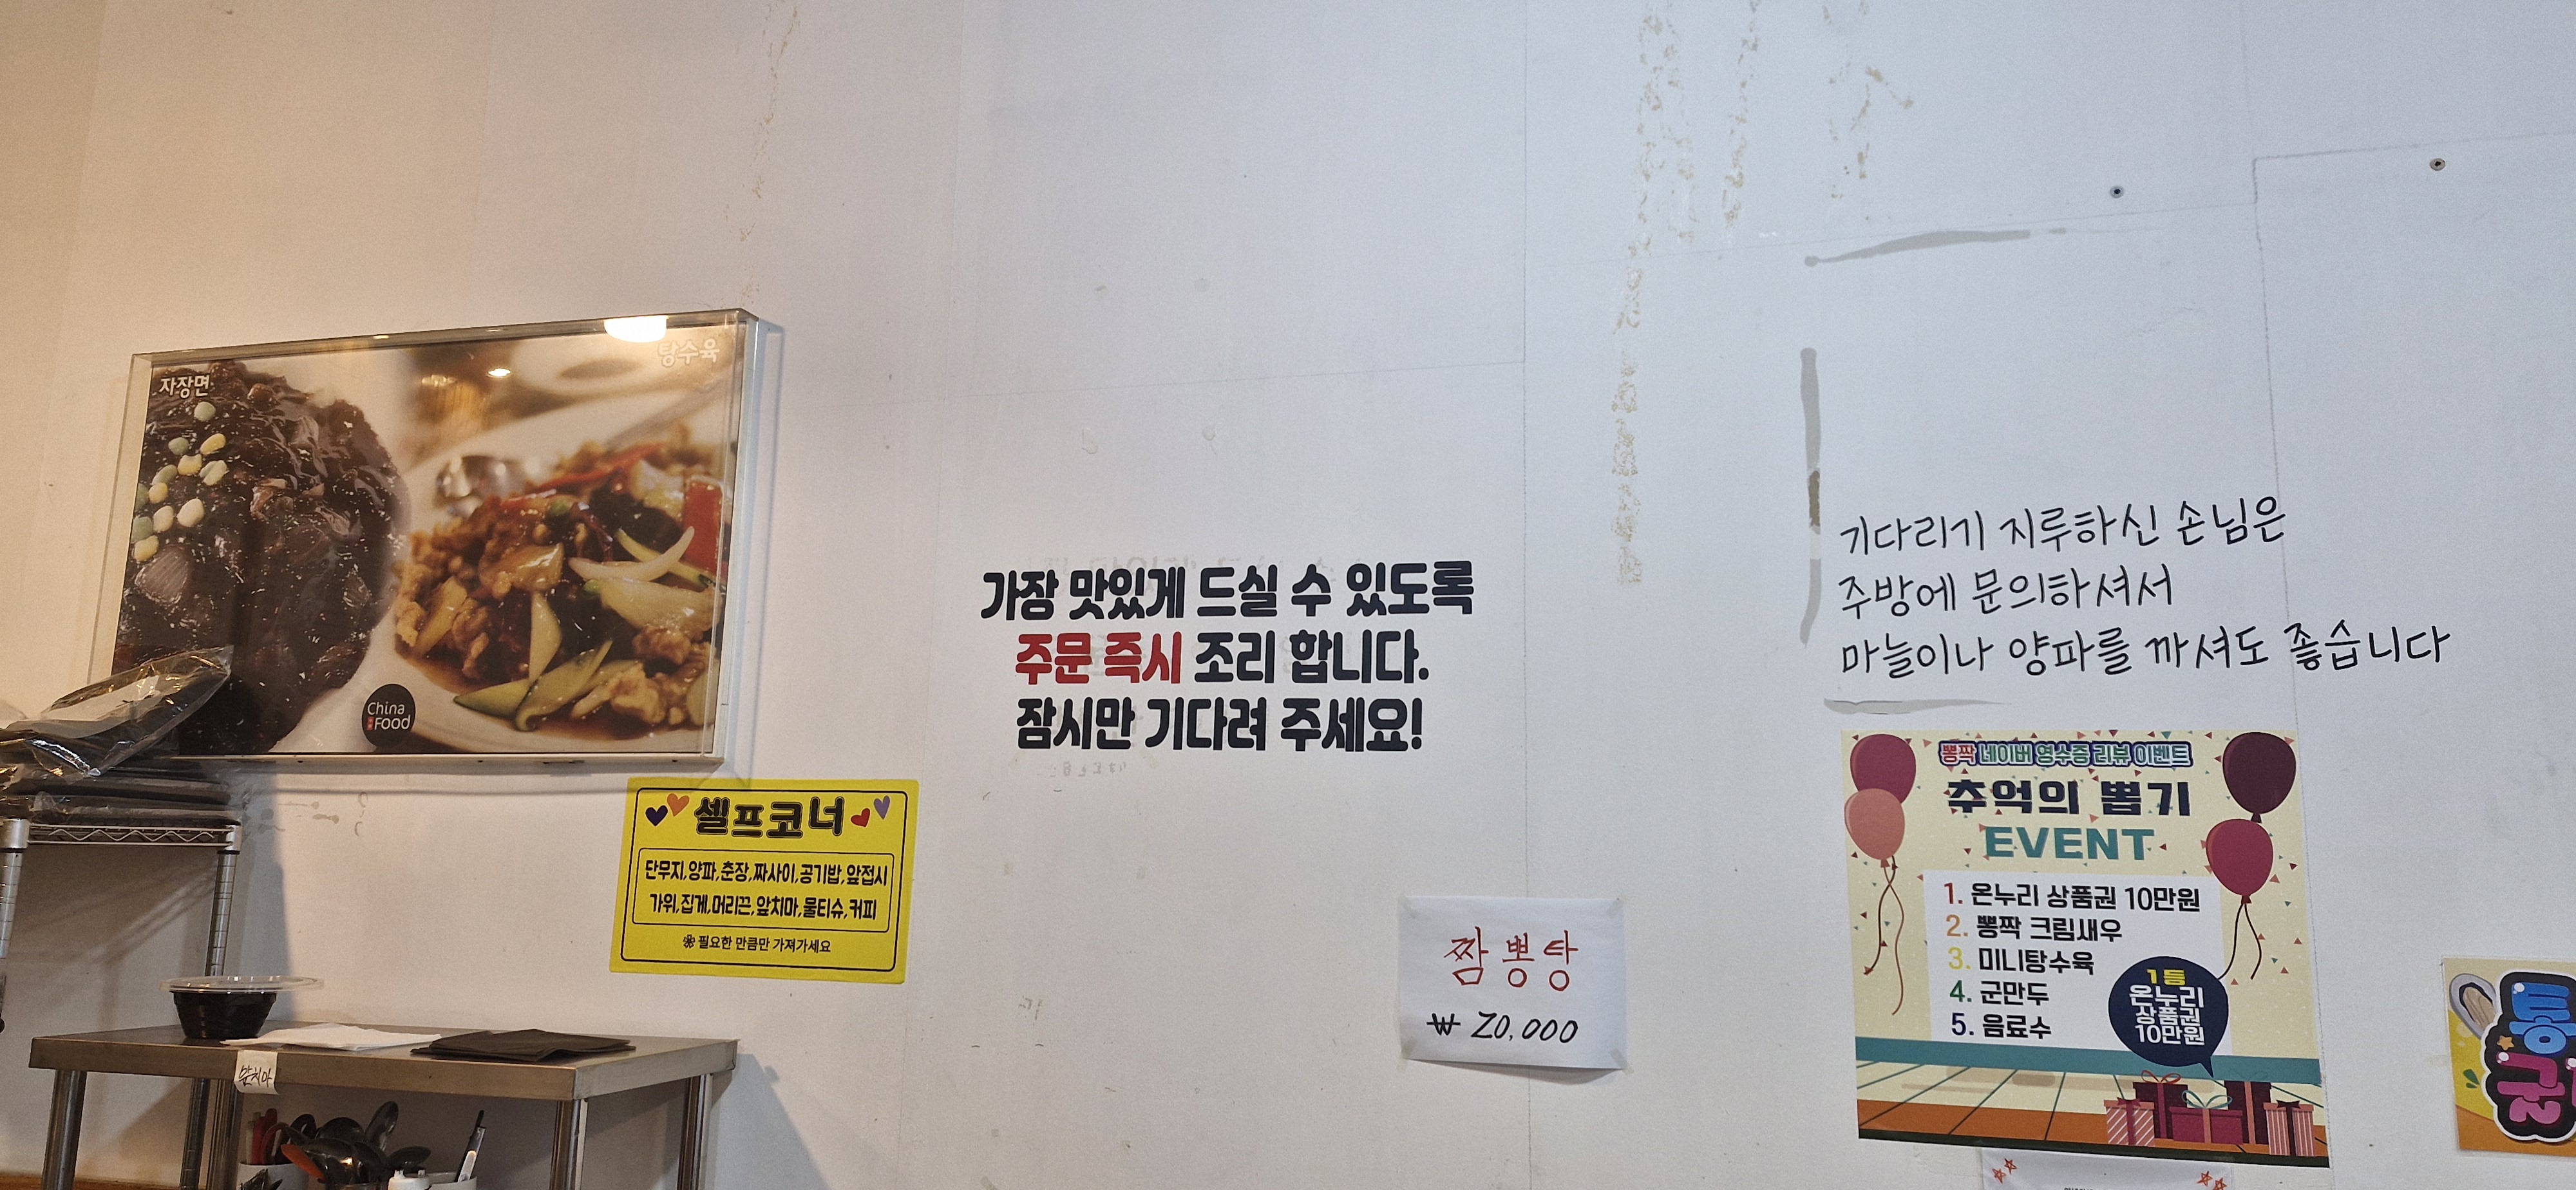 자장면
탕수육
China
Food
가장 맛있게 드실 수 있도록
주문 즉시 조리 합니다.
잠시만 기다려 주세요!
기다리기 지루하신 손님은
주방에 문의하셔서
마늘이나 양파를 까셔도 좋습니다
셀프코너
단무지,양파,춘장,짜사이,공기밥,앞접시
가위,집게,머리끈,앞치마,물티슈,커피
❀ 필요한 만큼만 가져가세요
앞치마
짬뽕탕
₩ 20,000
뽕짝 네이버 영수증 리뷰 이벤트
추억의 뽑기
EVENT
1. 온누리 상품권 10만원
2. 뽕짝 크림새우
3. 미니탕수육
4. 군만두
5. 음료수
1등
온누리
상품권
10만원
통